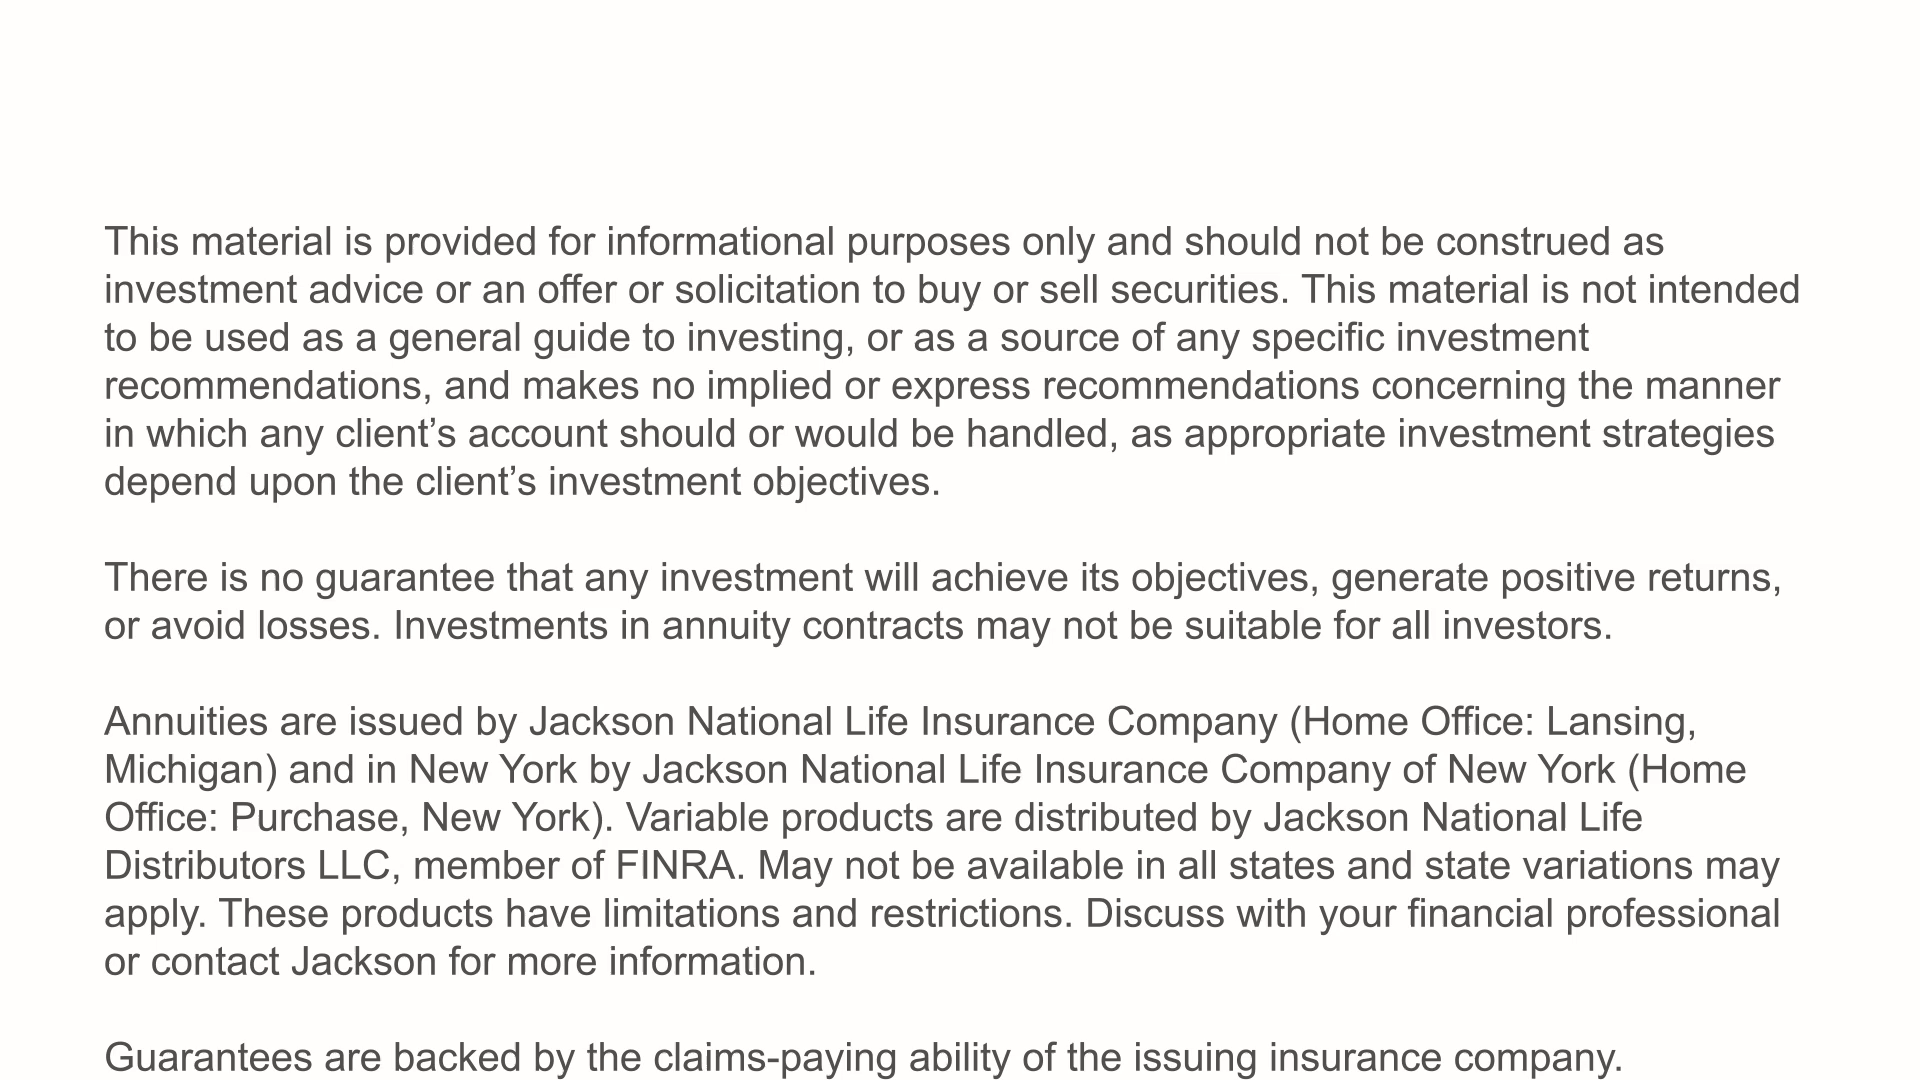 This material is provided for informational purposes only and should not be construed as
investment advice or an offer or solicitation to buy or sell securities. This material is not intended
to be used as a general guide to investing, or as a source of any specific investment
recommendations, and makes no implied or express recommendations concerning the manner
in which any client’s account should or would be handled, as appropriate investment strategies
depend upon the client’s investment objectives.
There is no guarantee that any investment will achieve its objectives, generate positive returns,
or avoid losses. Investments in annuity contracts may not be suitable for all investors.
Annuities are issued by Jackson National Life Insurance Company (Home Office: Lansing,
Michigan) and in New York by Jackson National Life Insurance Company of New York (Home
Office: Purchase, New York). Variable products are distributed by Jackson National Life
Distributors LLC, member of FINRA. May not be available in all states and state variations may
apply. These products have limitations and restrictions. Discuss with your financial professional
or contact Jackson for more information.
Guarantees are backed by the claims-paying ability of the issuing insurance company.